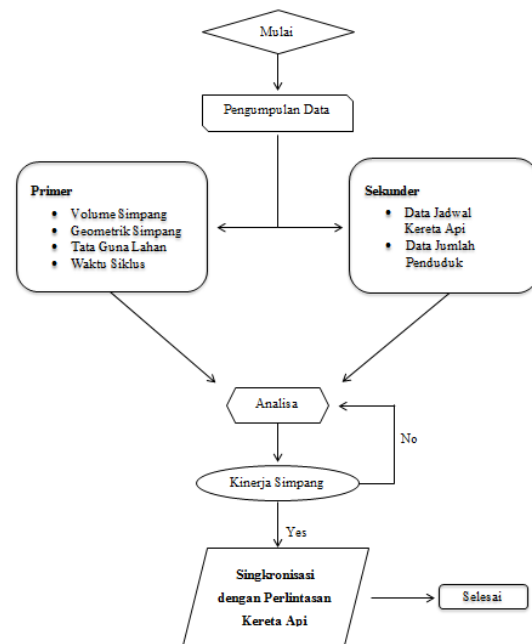 Mulai
Pengumpulan Data
Primer
• Volume Simpang
• Geometrik Simpang
• Tata Guna Lahan
• Waktu Siklus
Sekunder
• Data Jadwal
Kereta Api
• Data Jumlah
Penduduk
Analisa
No
Kinerja Simpang
Yes
Singkronisasi
dengan Perlintasan
Kereta Api
Selesai